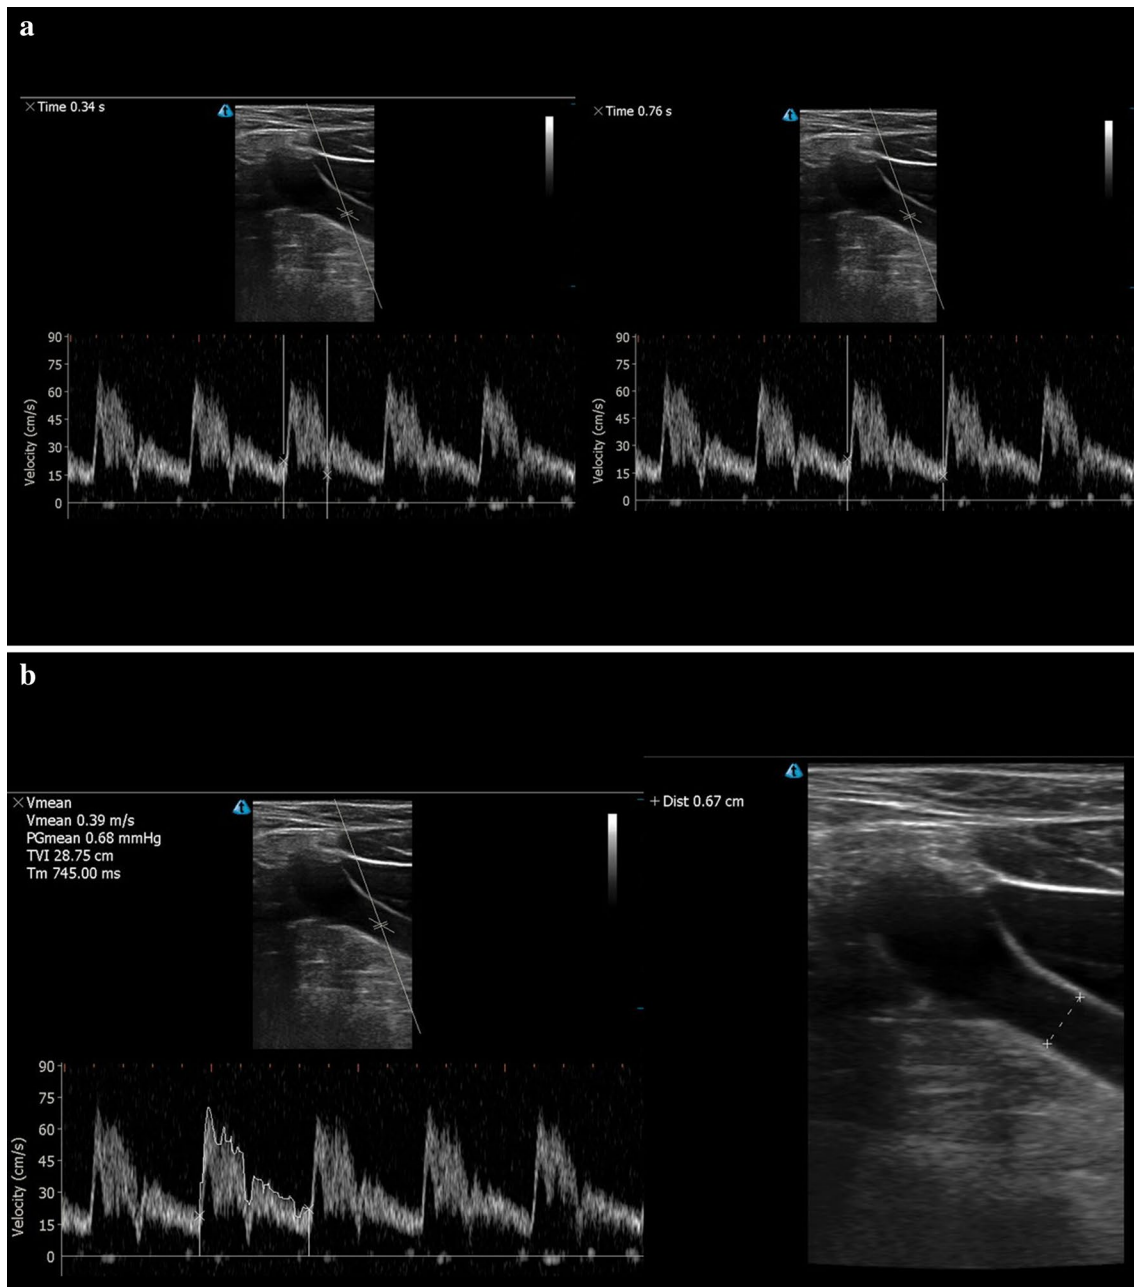 a
Time 0.34 s
t
Time 0.76 s
t
90
75
60
45
30
15
0
Velocity (cm/s)
90
75
60
45
30
15
0
Velocity (cm/s)
b
Vmean
Vmean 0.39 m/s
PGmean 0.68 mmHg
TVI 28.75 cm
Tm 745.00 ms
t
Dist 0.67 cm
t
90
75
60
45
30
15
0
Velocity (cm/s)